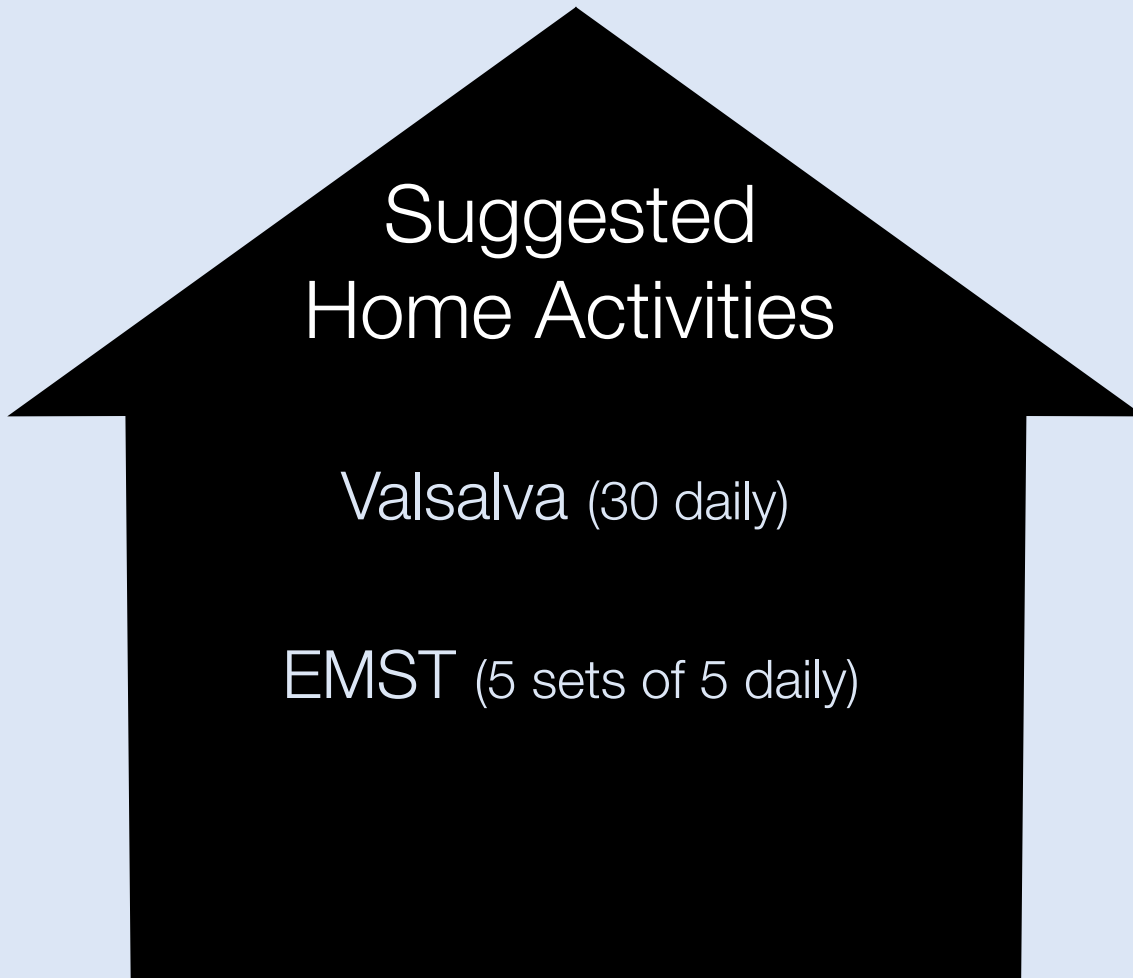 Suggested
Home Activities
Valsalva (30 daily)
EMST (5 sets of 5 daily)